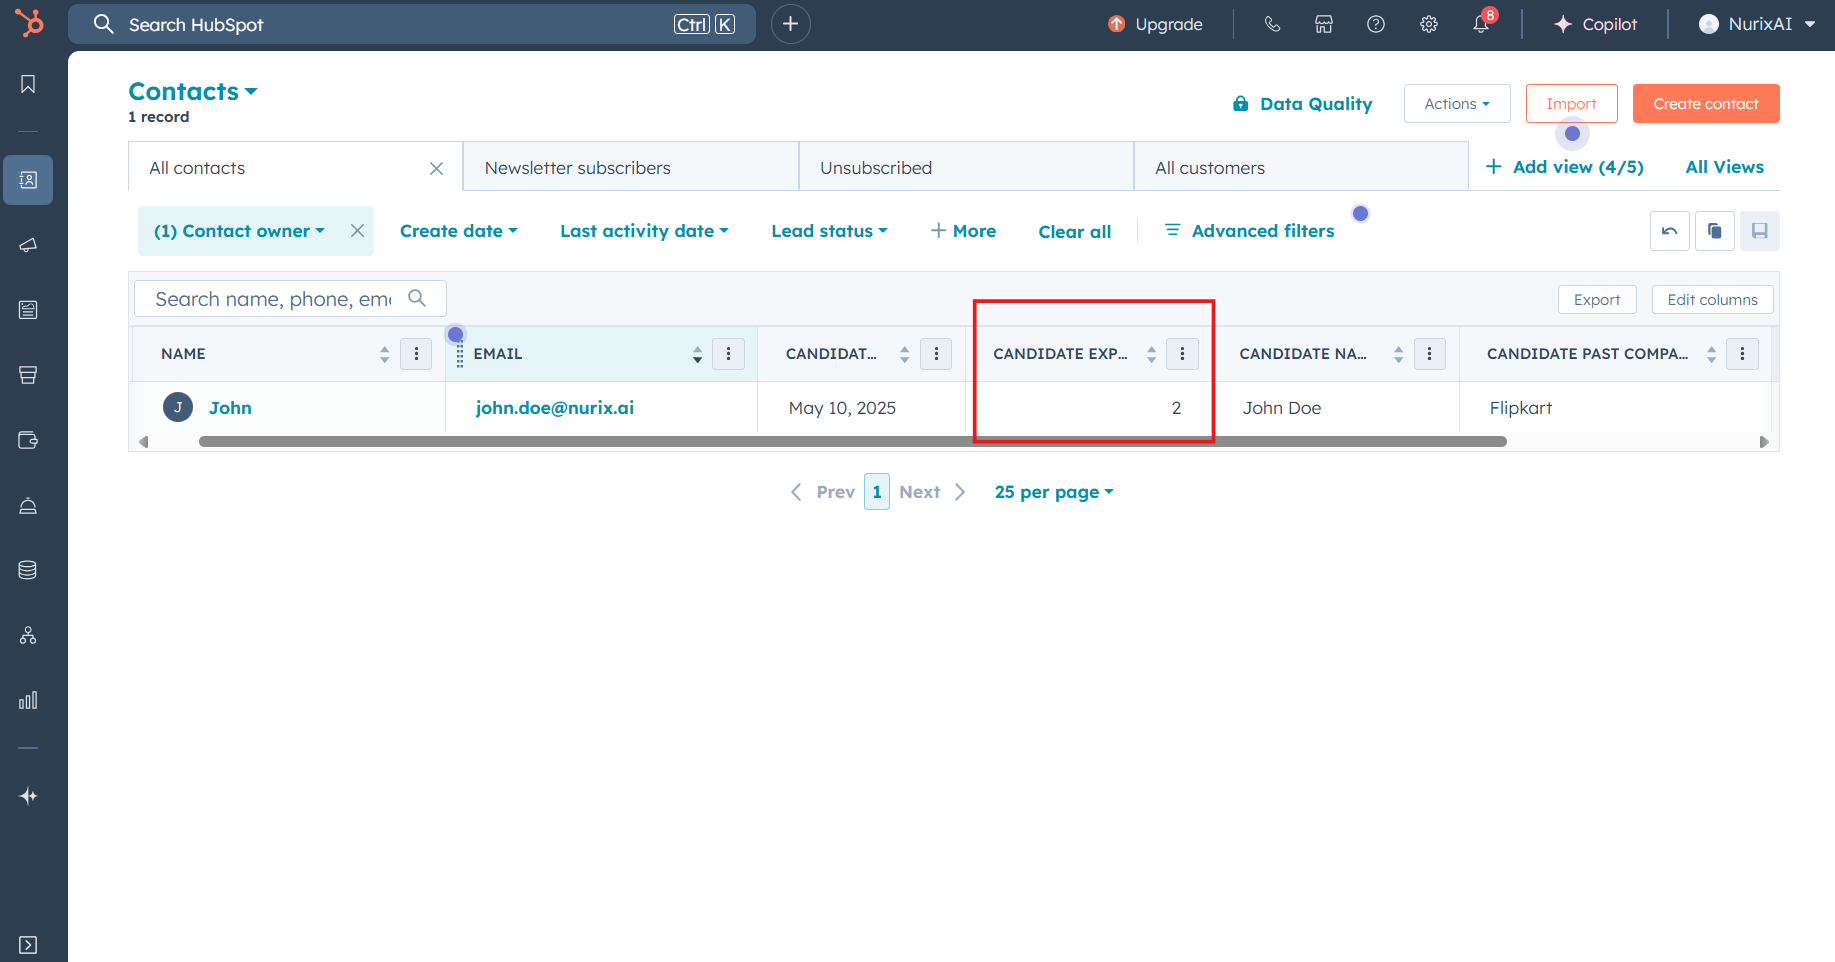 Search HubSpot Ctrl K Upgrade 8 Copilot NurixAI
Contacts
1 record
Data Quality Actions Import Create contact
All contacts Newsletter subscribers Unsubscribed All customers Add view (4/5) All Views
(1) Contact owner Create date Last activity date Lead status More Clear all Advanced filters
Search name, phone, em Export Edit columns
NAME EMAIL CANDIDAT... CANDIDATE EXP... CANDIDATE NA... CANDIDATE PAST COMPA...
J John john.doe@nurix.ai May 10, 2025 2 John Doe Flipkart
Prev 1 Next 25 per page